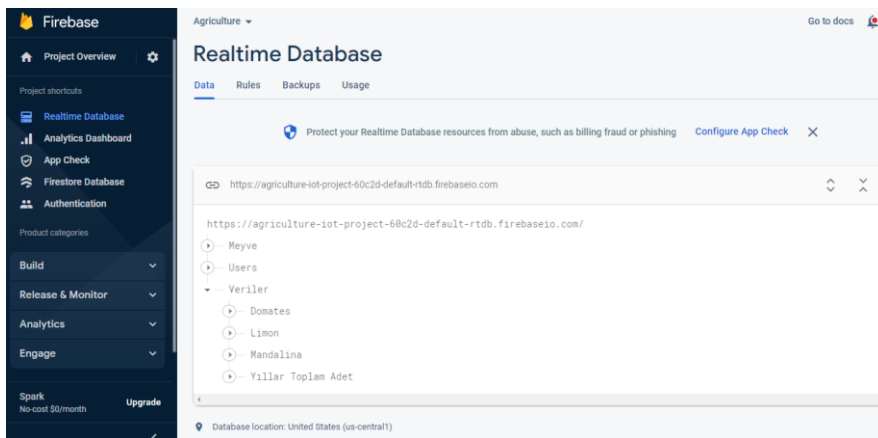 Firebase
Project Overview
Project shortcuts
Realtime Database
Analytics Dashboard
App Check
Firestore Database
Authentication
Product categories
Build
Release & Monitor
Analytics
Engage
Spark
No-cost $0/month
Upgrade
Agriculture
Go to docs
Realtime Database
Data Rules Backups Usage
Protect your Realtime Database resources from abuse, such as billing fraud or phishing Configure App Check
https://agriculture-iot-project-60c2d-default-rtdb.firebaseio.com
https://agriculture-iot-project-60c2d-default-rtdb.firebaseio.com/
Meyve
Users
Veriler
Domates
Limon
Mandalina
Yıllar Toplam Adet
Database location: United States (us-central1)